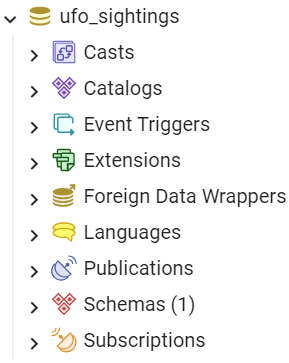 ufo_sightings
Casts
Catalogs
Event Triggers
Extensions
Foreign Data Wrappers
Languages
Publications
Schemas (1)
Subscriptions